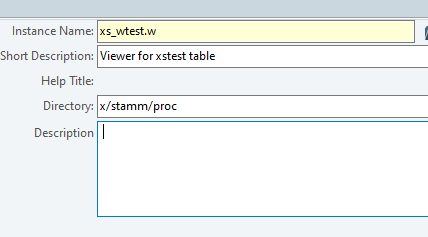 Instance Name: xs_wtest.w
Short Description: Viewer for xstest table
Help Title:
Directory: x/stamm/proc
Description